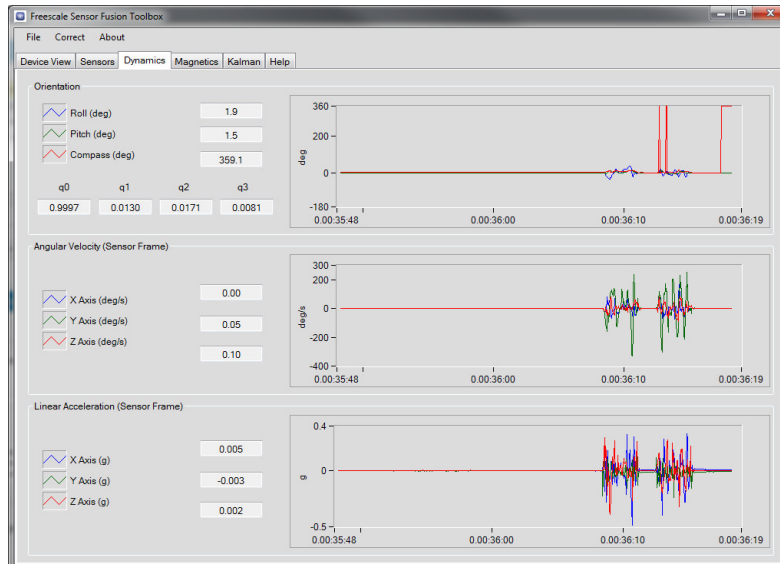 Freescale Sensor Fusion Toolbox
File Correct About
Device View Sensors Dynamics Magnetics Kalman Help
Orientation
Roll (deg) 1.9
Pitch (deg) 1.5
Compass (deg) 359.1
q0 q1 q2 q3
0.9997 0.0130 0.0171 0.0081
deg
360
200
0
-180
0.00:35:48 0.00:36:00 0.00:36:10 0.00:36:19
Angular Velocity (Sensor Frame)
X Axis (deg/s) 0.00
Y Axis (deg/s) 0.05
Z Axis (deg/s) 0.10
deg/s
300
0
-200
-400
0.00:35:48 0.00:36:00 0.00:36:10 0.00:36:19
Linear Acceleration (Sensor Frame)
X Axis (g) 0.005
Y Axis (g) -0.003
Z Axis (g) 0.002
g
0.4
0
-0.5
0.00:35:48 0.00:36:00 0.00:36:10 0.00:36:19